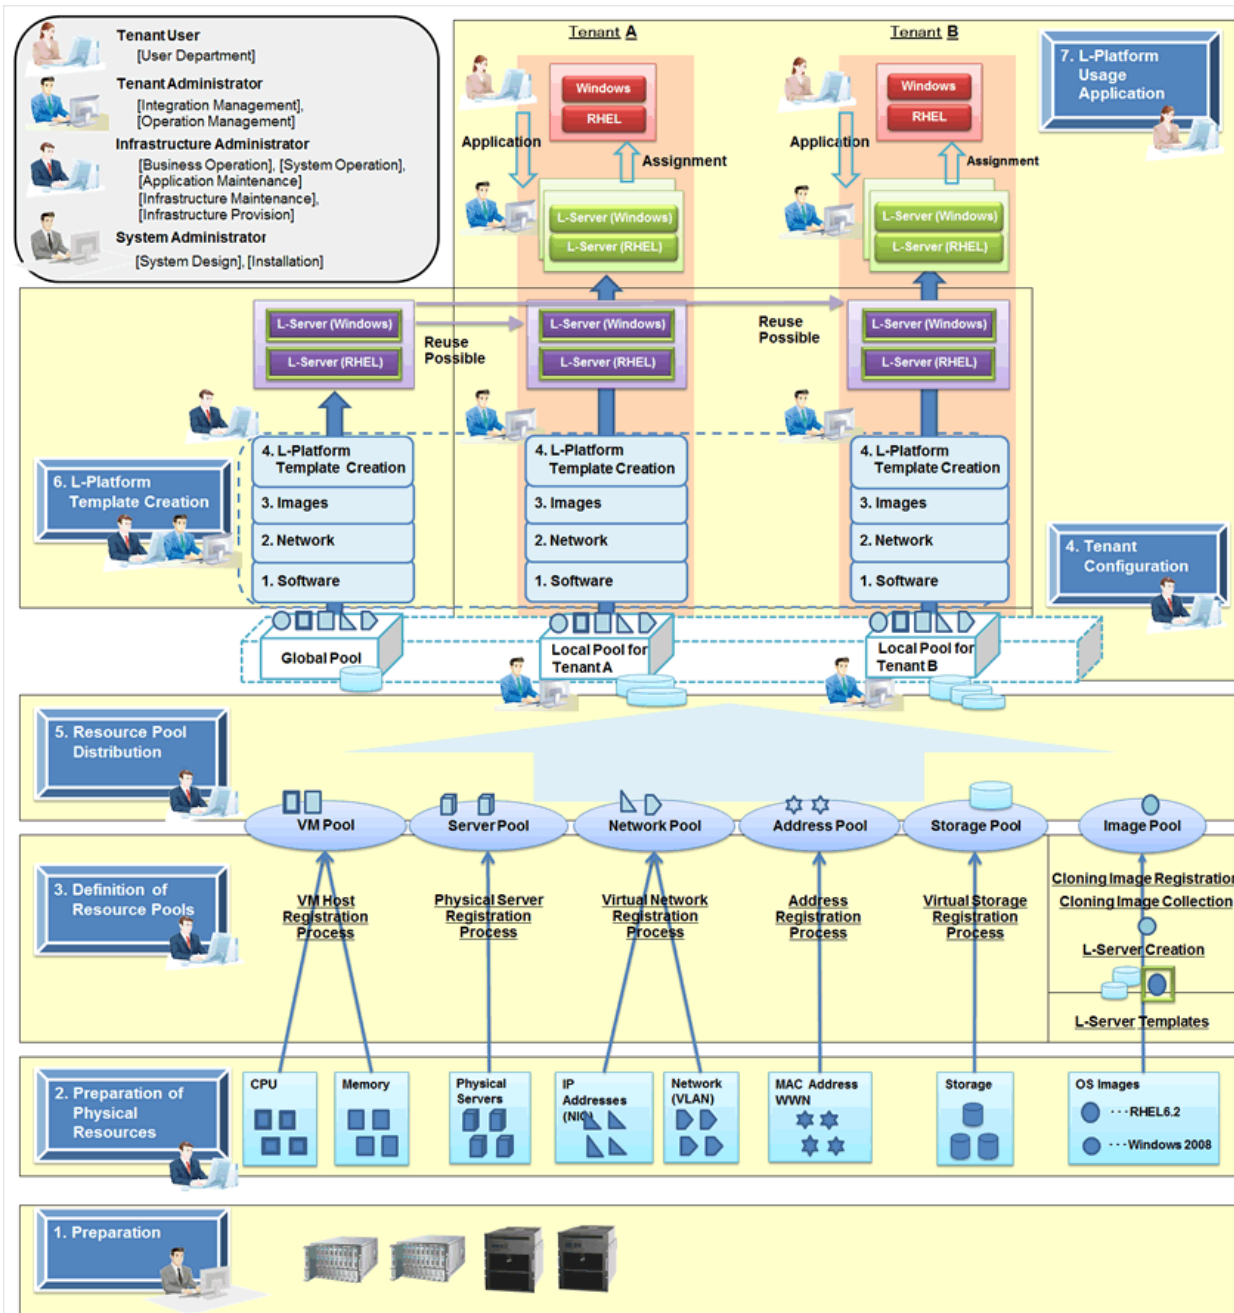 Tenant User
[User Department]
Tenant Administrator
[Integration Management],
[Operation Management]
Infrastructure Administrator
[Business Operation], [System Operation],
[Application Maintenance]
[Infrastructure Maintenance],
[Infrastructure Provision]
System Administrator
[System Design], [Installation]
Tenant A
Tenant B
7. L-Platform
Usage
Application
Windows
RHEL
Windows
RHEL
Application
Assignment
Application
Assignment
L-Server (Windows)
L-Server (RHEL)
L-Server (Windows)
L-Server (RHEL)
L-Server (Windows)
L-Server (RHEL)
Reuse
Possible
L-Server (Windows)
L-Server (RHEL)
Reuse
Possible
L-Server (Windows)
L-Server (RHEL)
6. L-Platform
Template Creation
4. L-Platform
Template Creation
3. Images
2. Network
1. Software
4. L-Platform
Template Creation
3. Images
2. Network
1. Software
4. L-Platform
Template Creation
3. Images
2. Network
1. Software
4. Tenant
Configuration
Global Pool
Local Pool for
Tenant A
Local Pool for
Tenant B
5. Resource Pool
Distribution
VM Pool
Server Pool
Network Pool
Address Pool
Storage Pool
Image Pool
3. Definition of
Resource Pools
VM Host
Registration
Process
Physical Server
Registration
Process
Virtual Network
Registration
Process
Address
Registration
Process
Virtual Storage
Registration
Process
Cloning Image Registration
Cloning Image Collection
L-Server Creation
L-Server Templates
2. Preparation of
Physical
Resources
CPU
Memory
Physical
Servers
IP
Addresses
(NIC)
Network
(VLAN)
MAC Address
WWN
Storage
OS Images
···RHEL6.2
···Windows 2008
1. Preparation